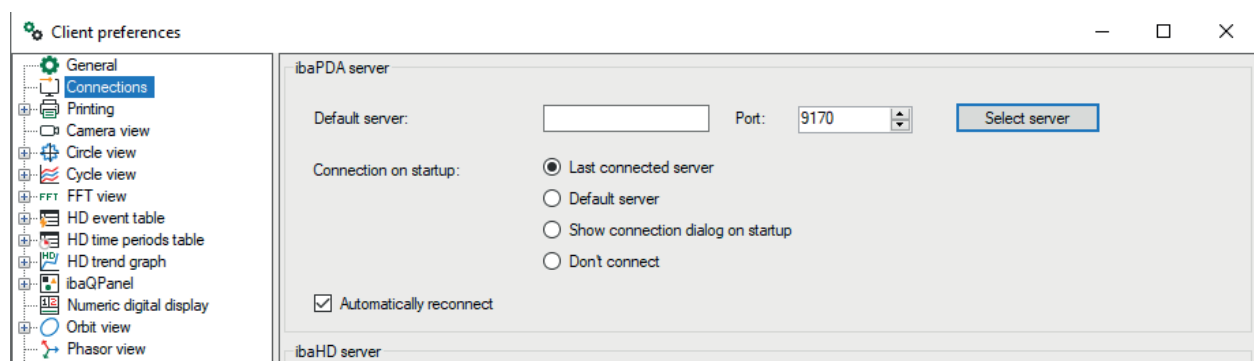 Client preferences
General
Connections
Printing
Camera view
Circle view
Cycle view
FFT FFT view
HD event table
HD time periods table
HD HD trend graph
ibaQPanel
12 Numeric digital display
Orbit view
Phasor view
ibaPDA server
Default server: Port: 9170 Select server
Connection on startup: Last connected server
Default server
Show connection dialog on startup
Don't connect
Automatically reconnect
ibaHD server